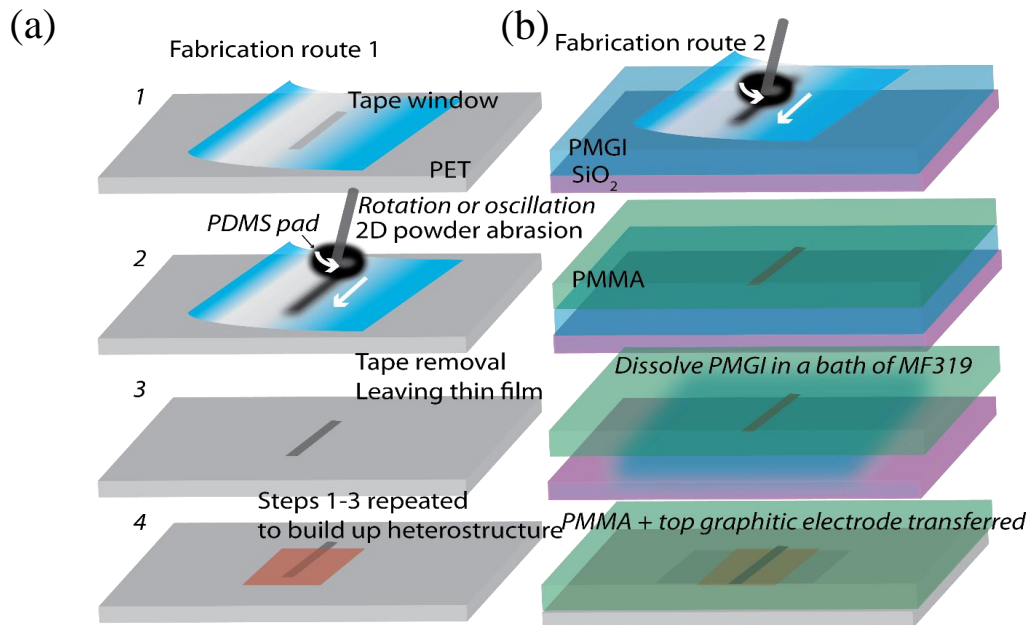 (a)
Fabrication route 1
1
Tape window
PET
PDMS pad
Rotation or oscillation
2D powder abrasion
2
Tape removal
Leaving thin film
3
Steps 1-3 repeated
to build up heterostructure
4
(b)
Fabrication route 2
PMGI
SiO₂
PMMA
Dissolve PMGI in a bath of MF319
PMMA + top graphitic electrode transferred